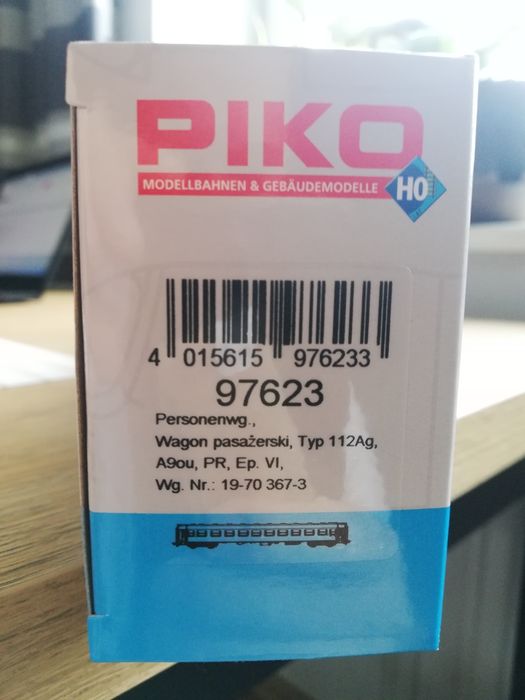 PIKO
MODELLBAHNEN & GEBÄUDEMODELLE
H0
4 015615 976233
97623
Personenwg.,
Wagon pasażerski, Typ 112Ag,
A9ou, PR, Ep. VI,
Wg. Nr.: 19-70 367-3